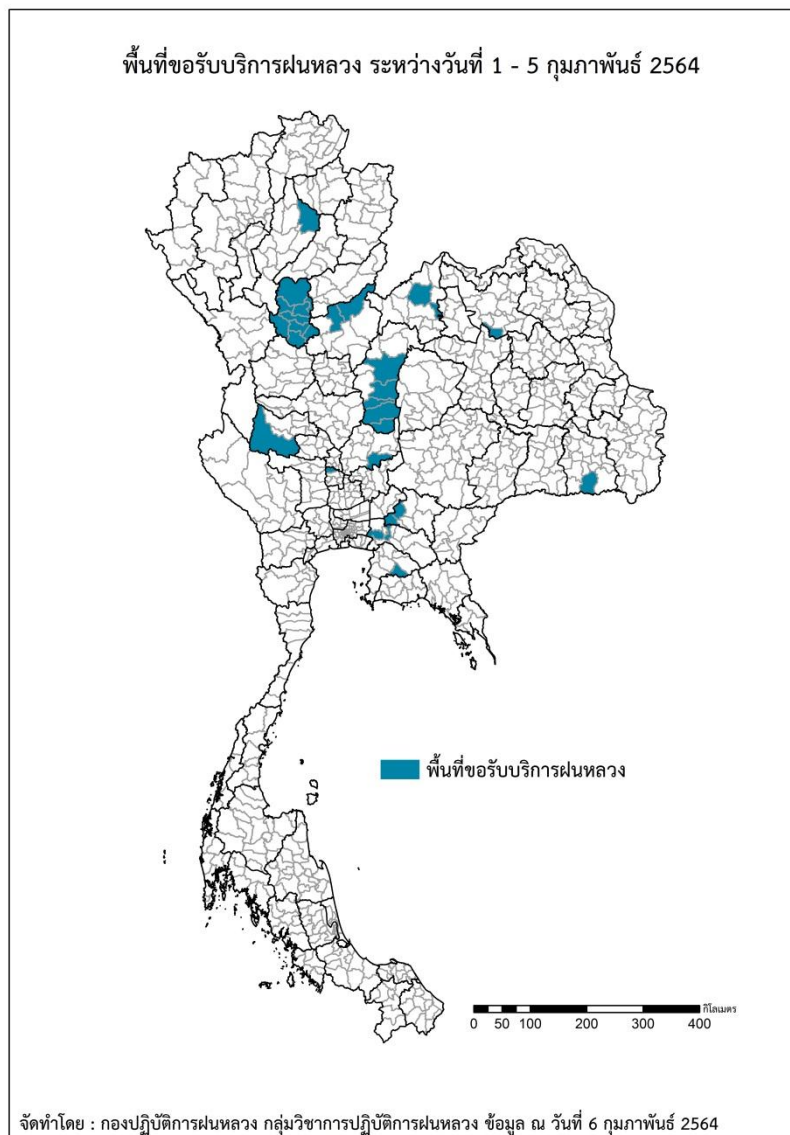 พื้นที่ขอรับบริการฝนหลวง ระหว่างวันที่ 1 - 5 กุมภาพันธ์ 2564
พื้นที่ขอรับบริการฝนหลวง
กิโลเมตร
0 50 100 200 300 400
จัดทำโดย : กองปฏิบัติการฝนหลวง กลุ่มวิชาการปฏิบัติการฝนหลวง ข้อมูล ณ วันที่ 6 กุมภาพันธ์ 2564